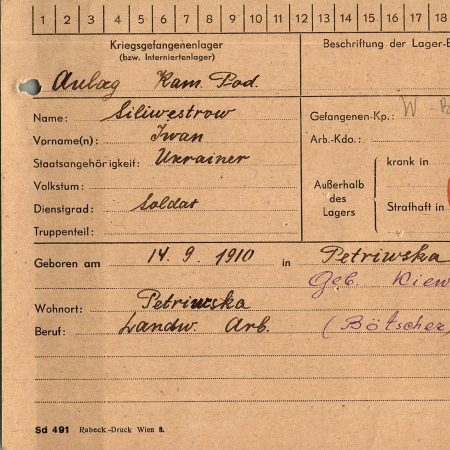 1 2 3 4 5 6 7 8 9 10 11 12 13 14 15 16 17 18
Kriegsgefangenenlager
(bzw. Interniertenlager)
Beschriftung der Lager-E
Aulag Kam. Pod.
Name: Siliwestrow
Gefangenen-Kp.: W
Vorname(n): Iwan
Arb.-Kdo.:
Staatsangehörigkeit: Ukrainer
krank in
Volkstum:
Außerhalb
des
Lagers
Dienstgrad: Soldat
Strafhaft in
Truppenteil:
Geboren am 14. 9. 1910 in Petriwska
Geb. Kiew
Wohnort: Petriwska
Beruf: Landw. Arb. (Bötscher)
Sd 491 Rabeck-Druck Wien 8.